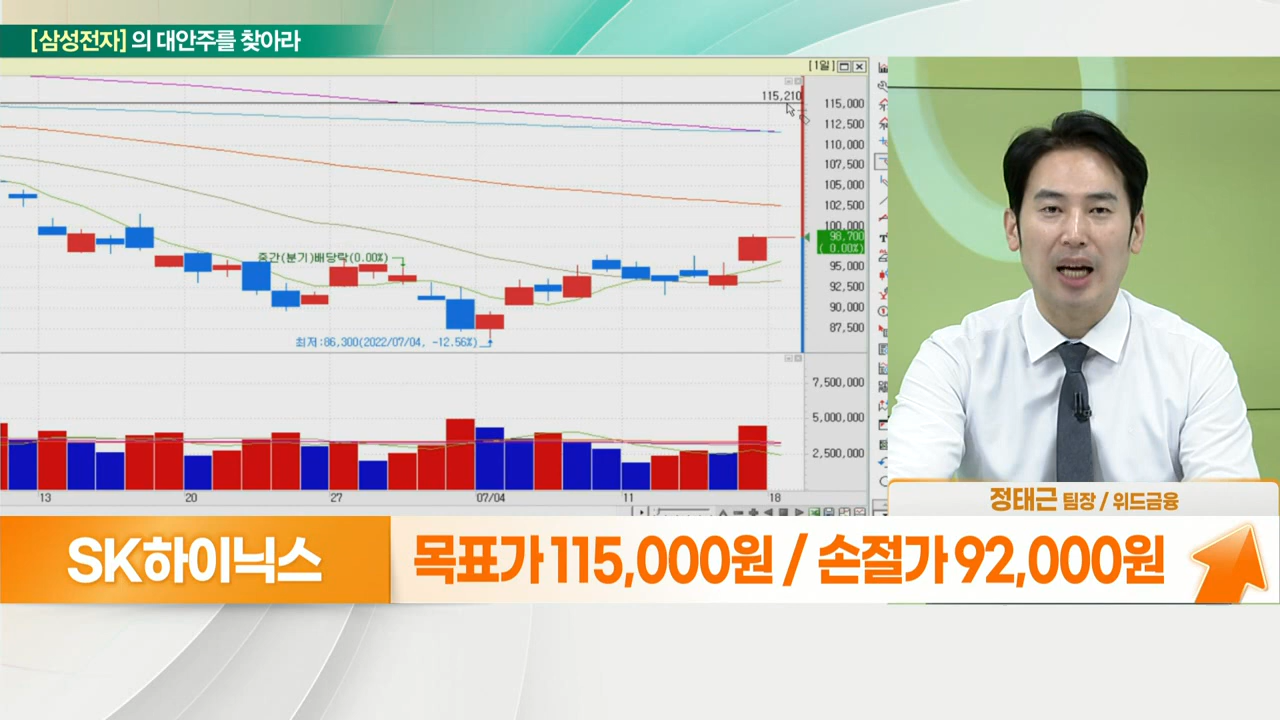 [삼성전자] 의 대안주를 찾아라
[1일]
115,210
115,000
112,500
110,000
107,500
105,000
102,500
100,000
98,700
( 0.00%)
95,000
92,500
90,000
87,500
중간(분기)배당락(0.00%)
최저:86,300(2022/07/04, -12.56%)
7,500,000
5,000,000
2,500,000
13 20 27 07/04 11 18
정태근 팀장 / 위드금융
SK하이닉스
목표가 115,000원 / 손절가 92,000원